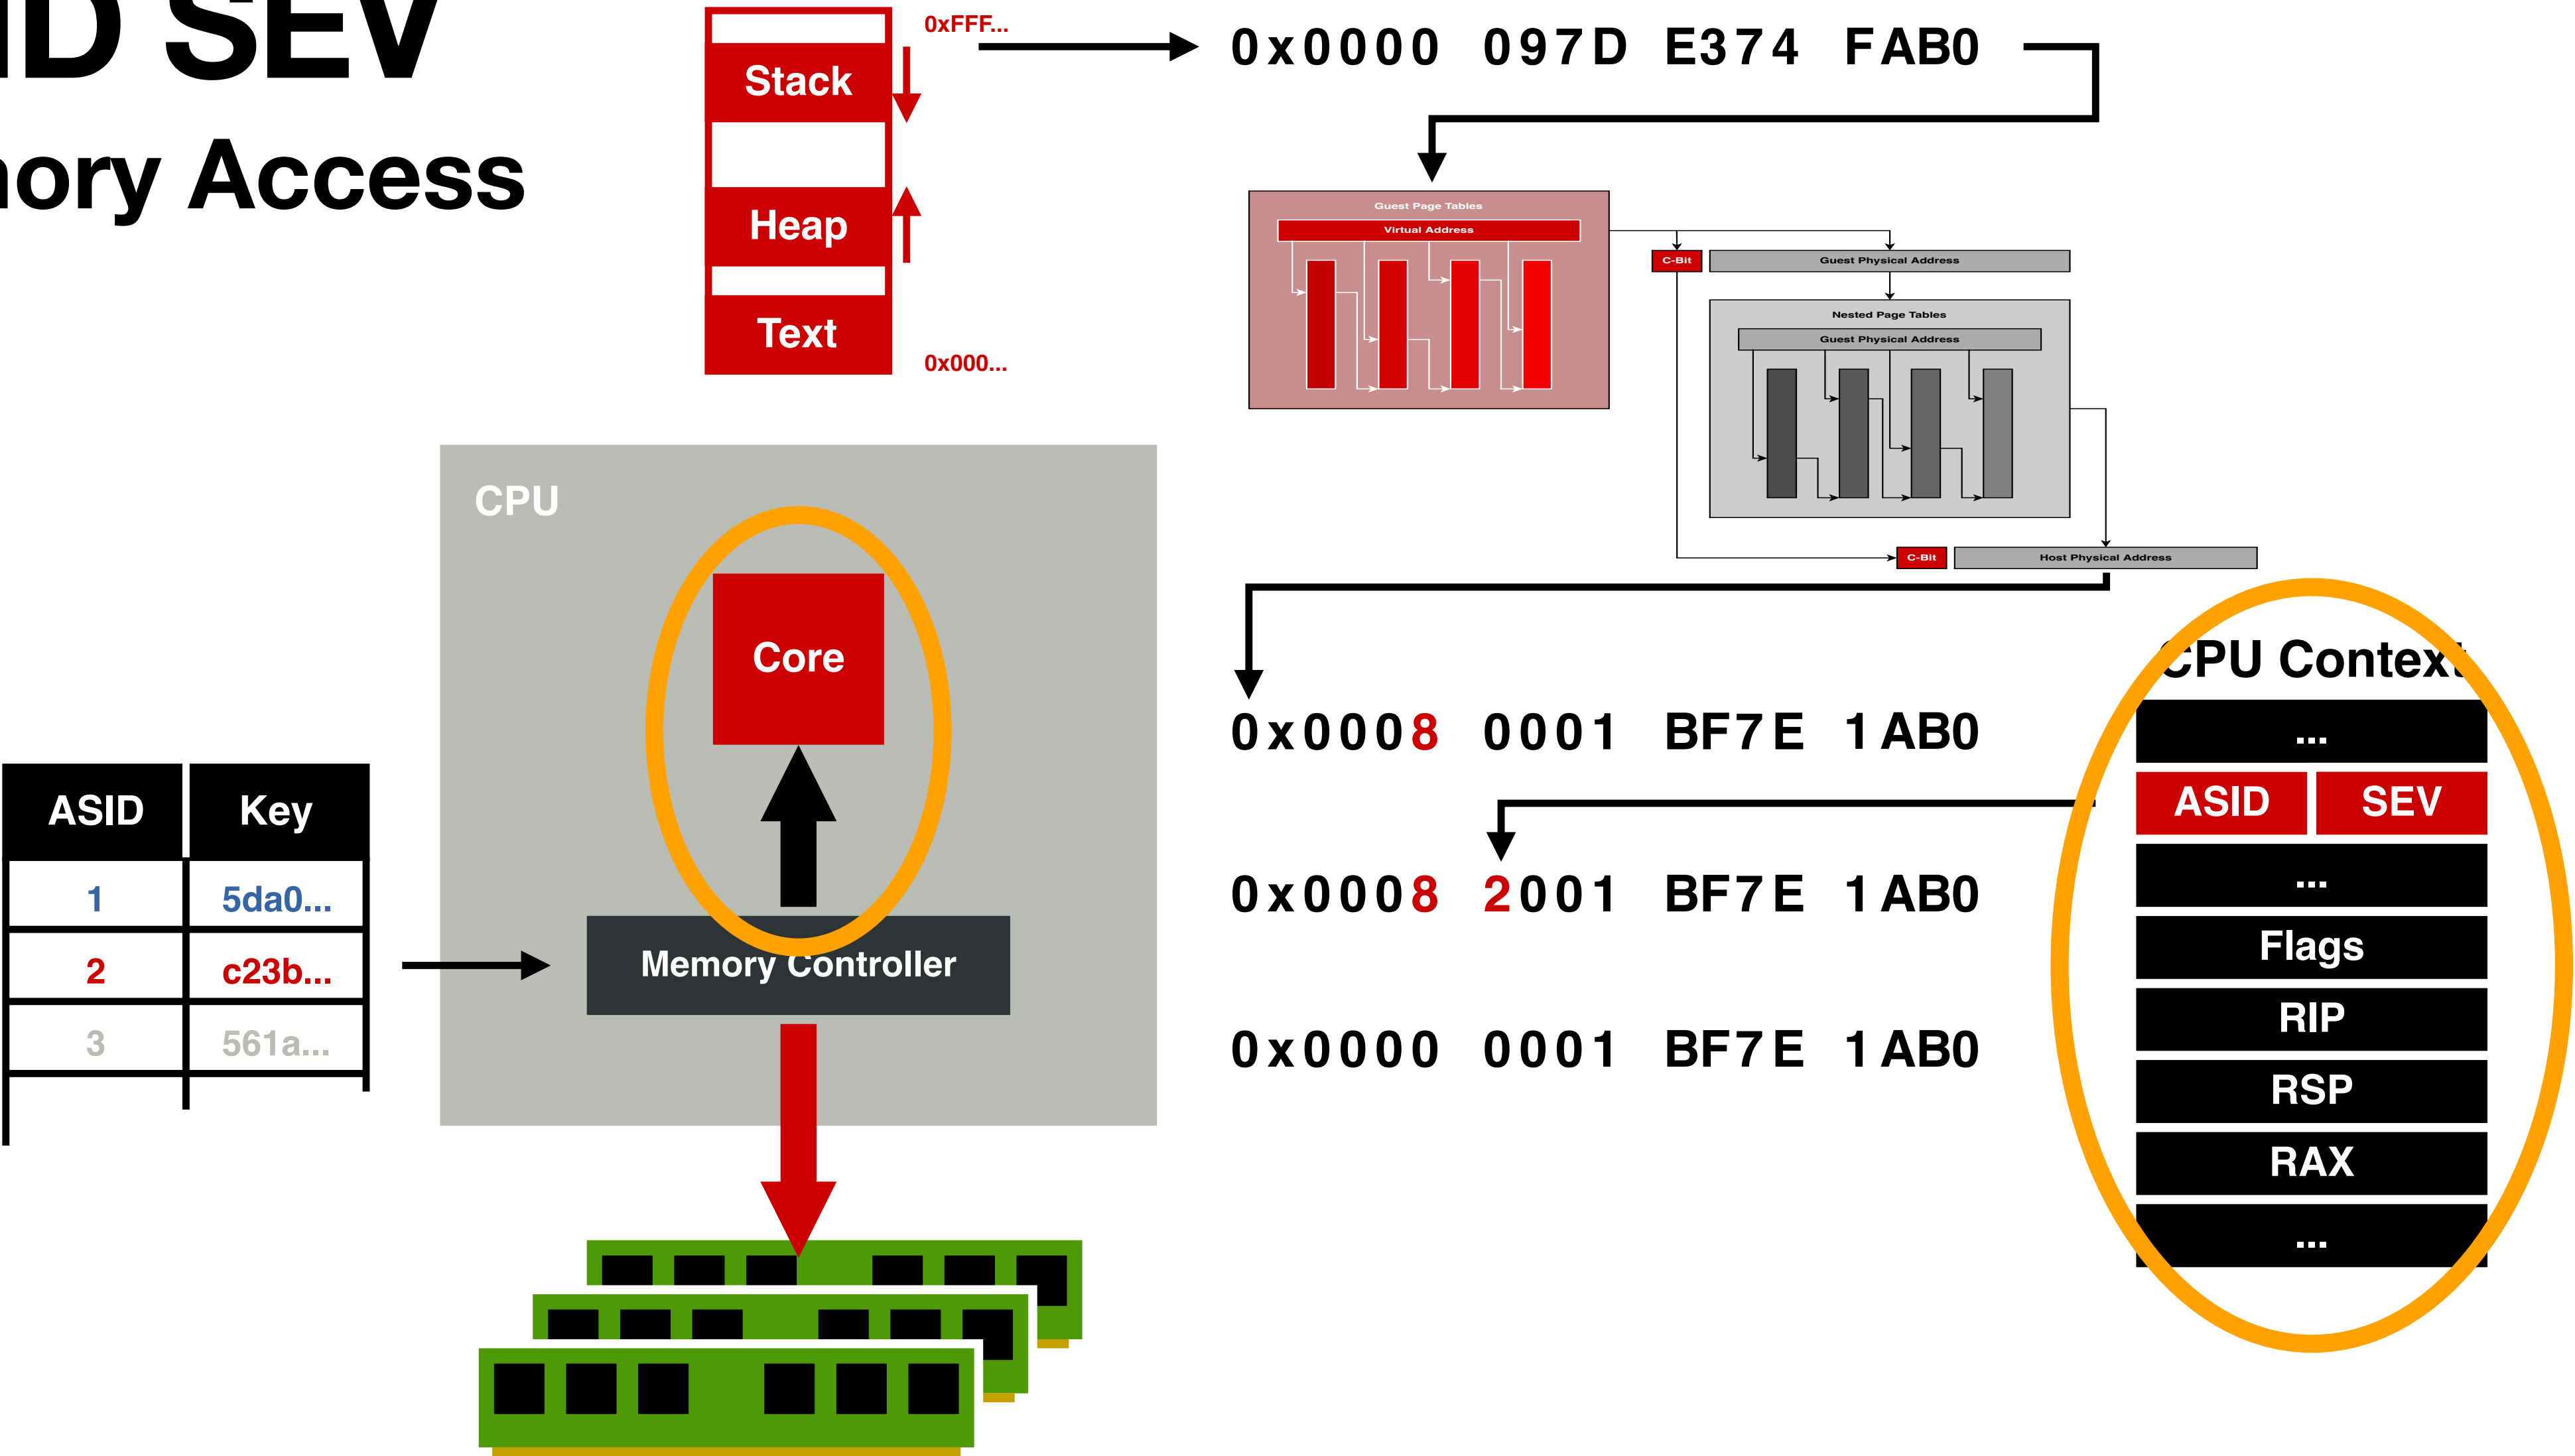 SEV
Access
0xFFF...
Stack
Heap
Text
0x000...
0x0000 097D E374 FAB0
Guest Page Tables
Virtual Address
C-Bit
Guest Physical Address
Nested Page Tables
Guest Physical Address
C-Bit
Host Physical Address
CPU
Core
Memory Controller
ASID Key
1 5da0...
2 c23b...
3 561a...
0x0008 0001 BF7E 1AB0
0x0008 2001 BF7E 1AB0
0x0000 0001 BF7E 1AB0
CPU Context
...
ASID SEV
...
Flags
RIP
RSP
RAX
...